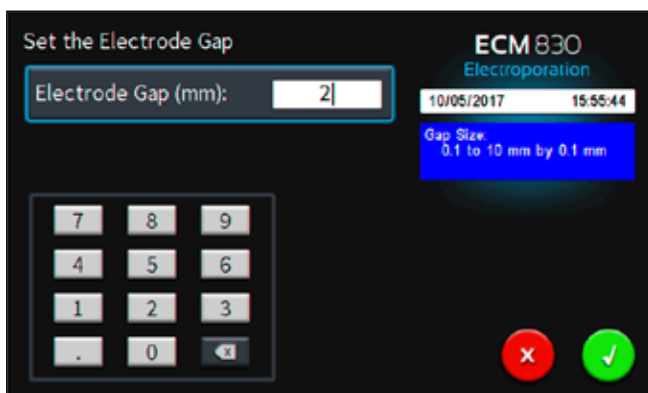 Set the Electrode Gap
Electrode Gap (mm): 2
ECM 830
Electroporation
10/05/2017 15:55:44
Gap Size:
0.1 to 10 mm by 0.1 mm
7 8 9
4 5 6
1 2 3
. 0